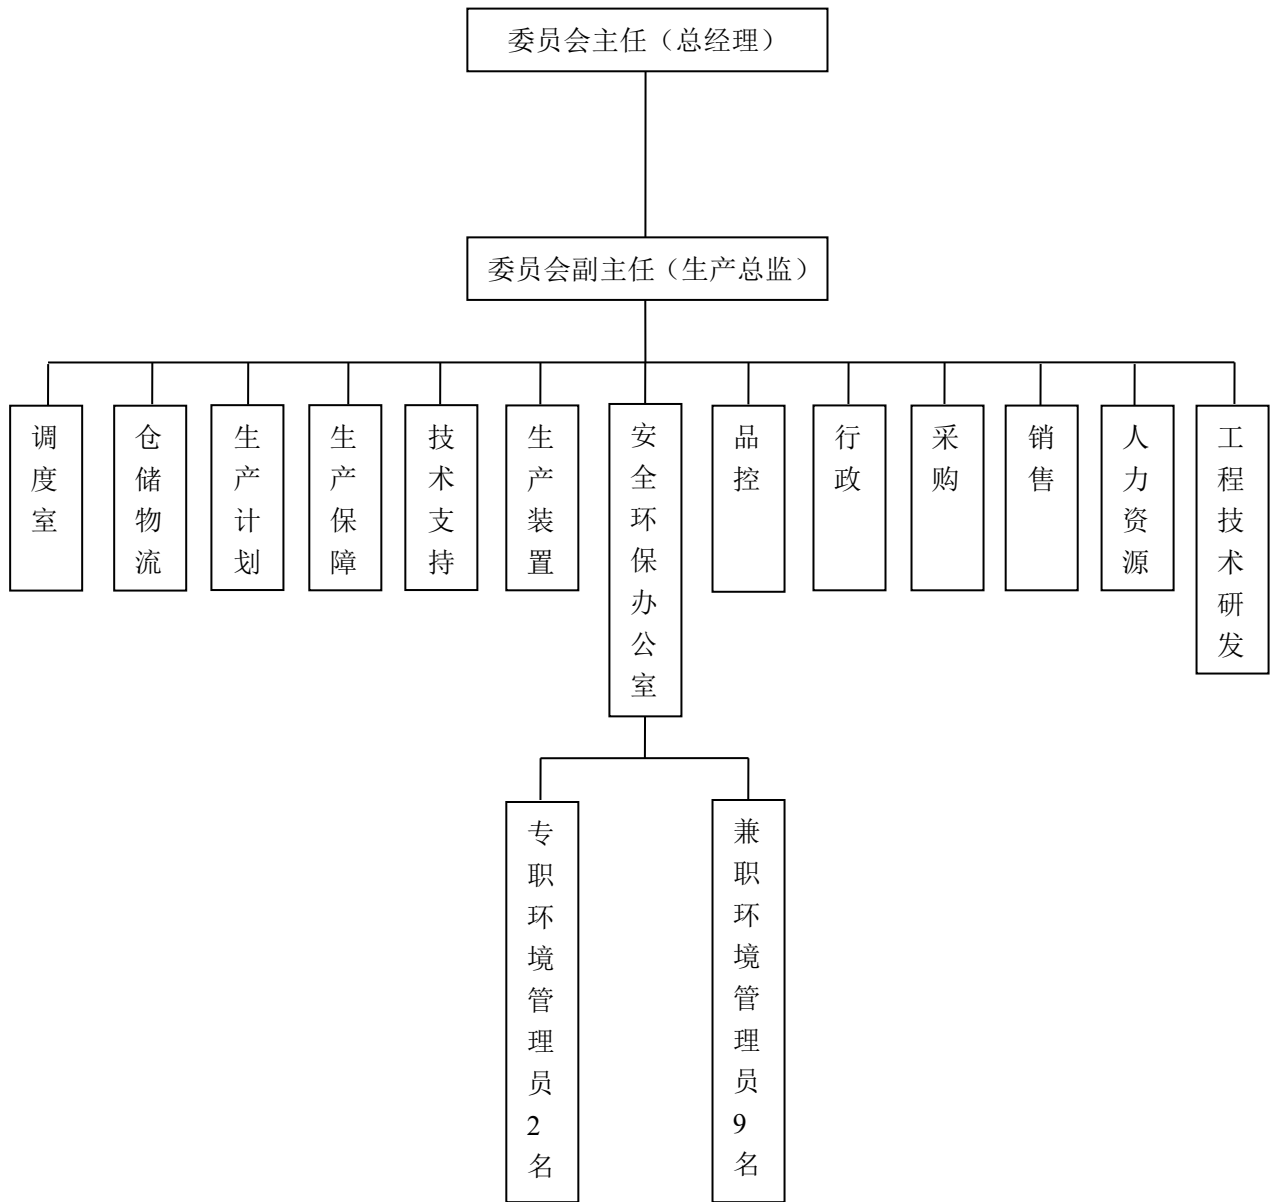 委员会主任（总经理）
委员会副主任（生产总监）
调度室
仓储物流
生产计划
生产保障
技术支持
生产装置
安全环保办公室
品控
行政
采购
销售
人力资源
工程技术研发
专职环境管理员2名
兼职环境管理员9名